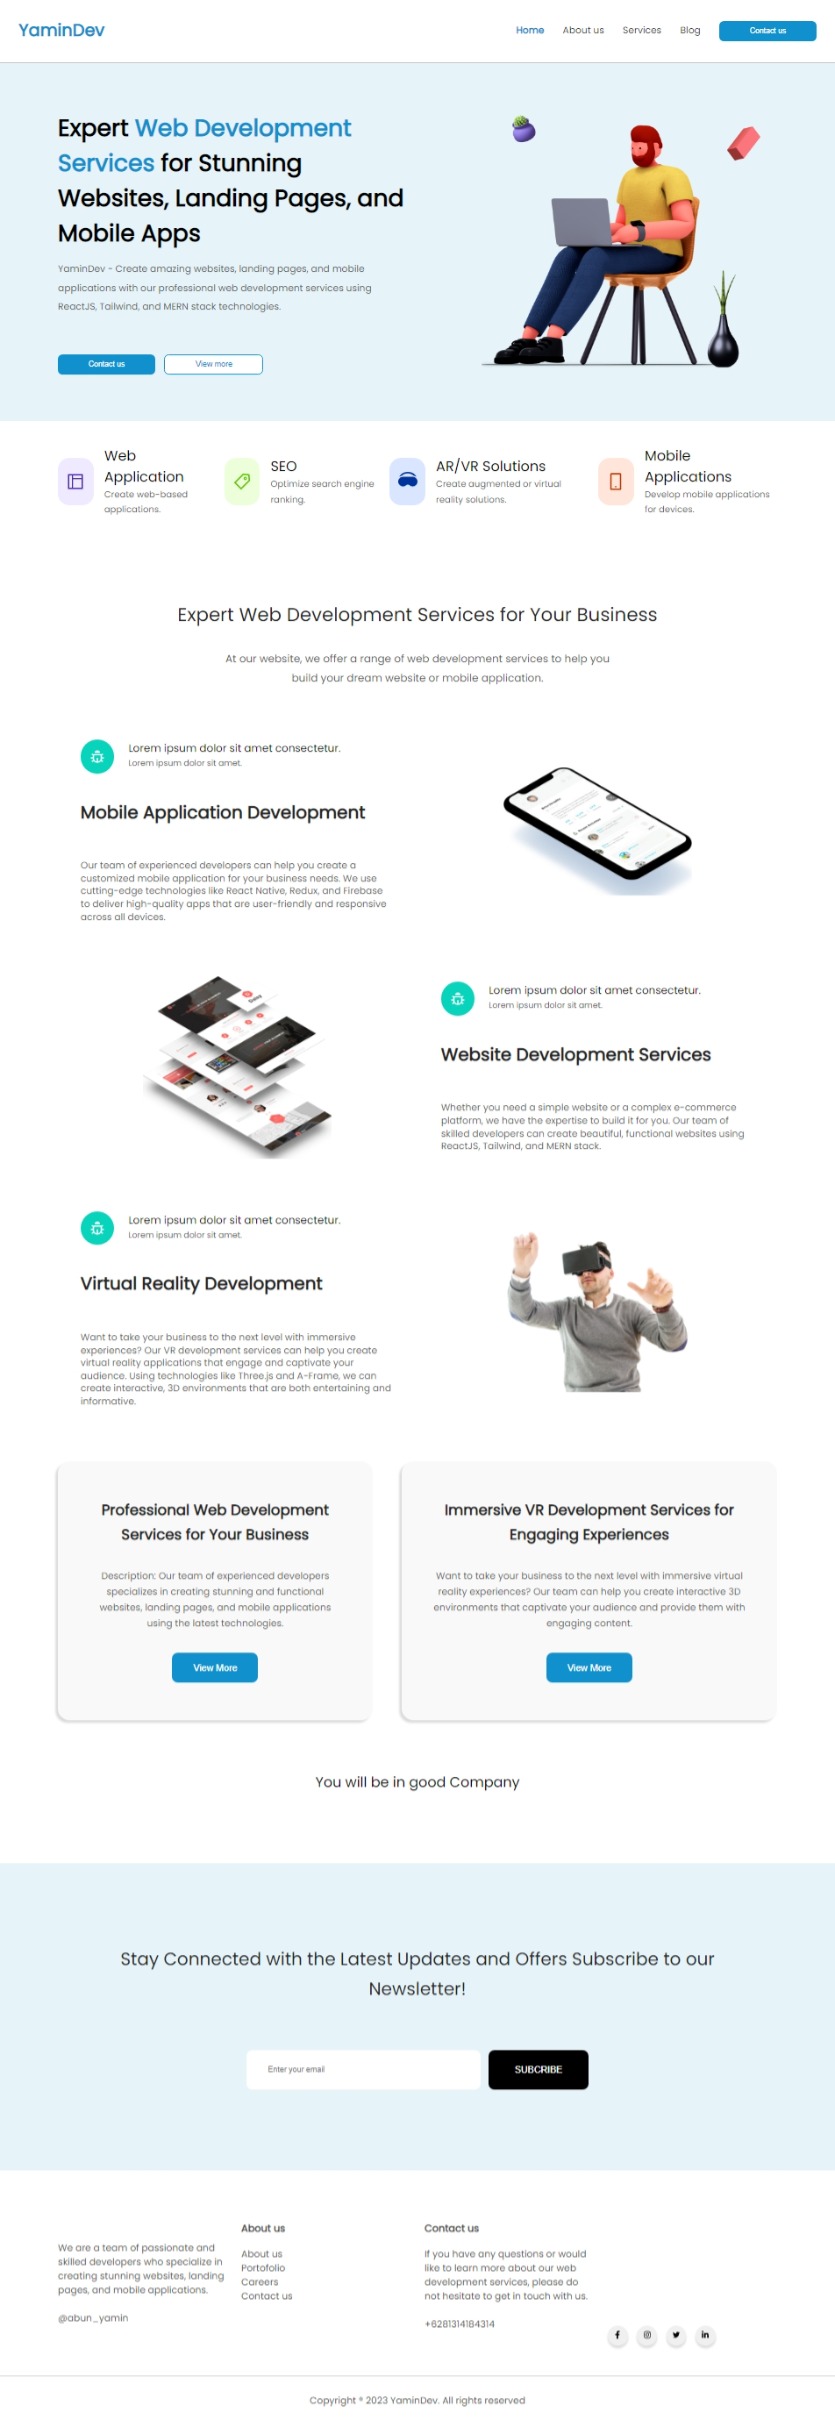 YaminDev
Home
About us
Services
Blog
Contact us
Expert Web Development
Services for Stunning
Websites, Landing Pages, and
Mobile Apps
YaminDev - Create amazing websites, landing pages, and mobile
applications with our professional web development services using
ReactJS, Tailwind, and MERN stack technologies.
Contact us
View more
Web
Application
Create web-based
applications.
SEO
Optimize search engine
ranking.
AR/VR Solutions
Create augmented or virtual
reality solutions.
Mobile
Applications
Develop mobile applications
for devices.
Expert Web Development Services for Your Business
At our website, we offer a range of web development services to help you
build your dream website or mobile application.
Lorem ipsum dolor sit amet consectetur.
Lorem ipsum dolor sit amet.
Mobile Application Development
Our team of experienced developers can help you create a
customized mobile application for your business needs. We use
cutting-edge technologies like React Native, Redux, and Firebase
to deliver high-quality apps that are user-friendly and responsive
across all devices.
Lorem ipsum dolor sit amet consectetur.
Lorem ipsum dolor sit amet.
Website Development Services
Whether you need a simple website or a complex e-commerce
platform, we have the expertise to build it for you. Our team of
skilled developers can create beautiful, functional websites using
ReactJS, Tailwind, and MERN stack.
Lorem ipsum dolor sit amet consectetur.
Lorem ipsum dolor sit amet.
Virtual Reality Development
Want to take your business to the next level with immersive
experiences? Our VR development services can help you create
virtual reality applications that engage and captivate your
audience. Using technologies like Three.js and A-Frame, we can
create interactive, 3D environments that are both entertaining and
informative.
Professional Web Development
Services for Your Business
Description: Our team of experienced developers
specializes in creating stunning and functional
websites, landing pages, and mobile applications
using the latest technologies.
View More
Immersive VR Development Services for
Engaging Experiences
Want to take your business to the next level with immersive virtual
reality experiences? Our team can help you create interactive 3D
environments that captivate your audience and provide them with
engaging content.
View More
You will be in good Company
Stay Connected with the Latest Updates and Offers Subscribe to our
Newsletter!
Enter your email
SUBCRIBE
We are a team of passionate and
skilled developers who specialize in
creating stunning websites, landing
pages, and mobile applications.
@abun_yamin
About us
About us
Portofolio
Careers
Contact us
Contact us
If you have any questions or would
like to learn more about our web
development services, please do
not hesitate to get in touch with us.
+6281314184314
Copyright ® 2023 YaminDev. All rights reserved